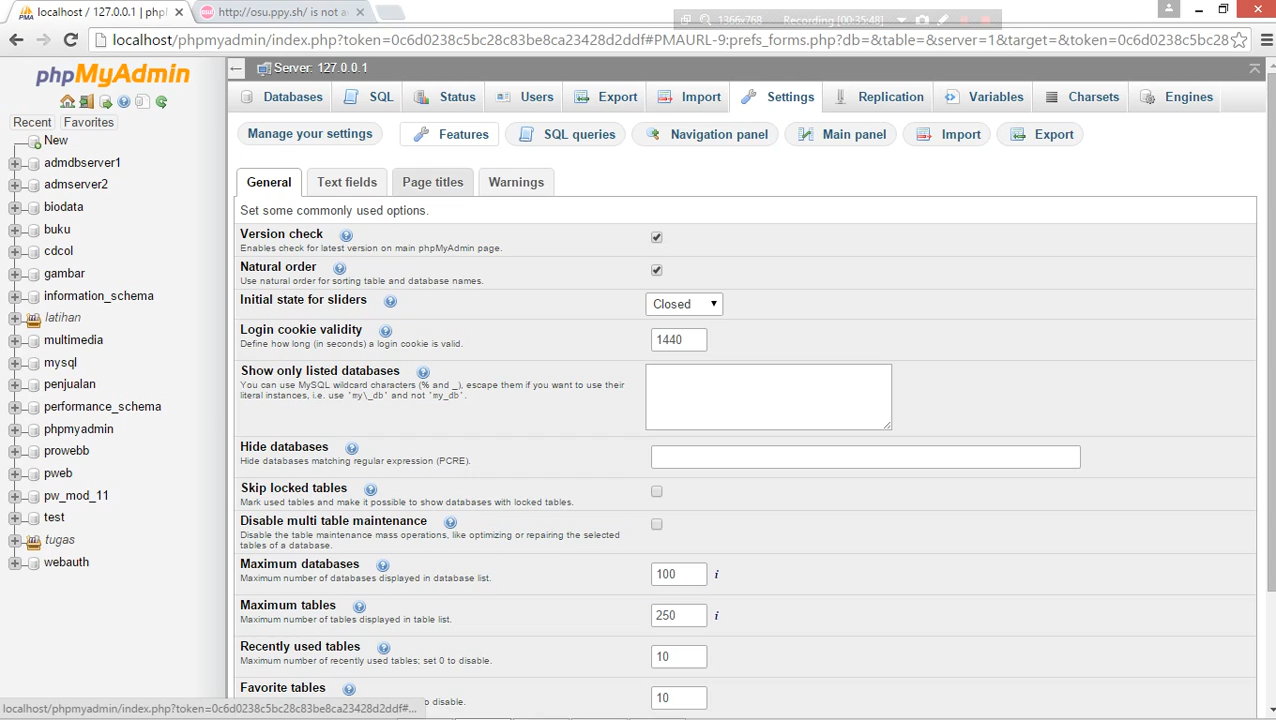 localhost / 127.0.0.1 | phpl
http://osu.ppy.sh/ is not av
1366x768
Recording [00:35:48]
localhost/phpmyadmin/index.php?token=0c6d0238c5bc28c83be8ca23428d2ddf#PMAURL-9:prefs_forms.php?db=&table=&server=1&target=&token=0c6d0238c5bc28
phpMyAdmin
Recent
Favorites
New
admdbserver1
admserver2
biodata
buku
cdcol
gambar
information_schema
latihan
multimedia
mysql
penjualan
performance_schema
phpmyadmin
prowebb
pweb
pw_mod_11
test
tugas
webauth
Server: 127.0.0.1
Databases
SQL
Status
Users
Export
Import
Settings
Replication
Variables
Charsets
Engines
Manage your settings
Features
SQL queries
Navigation panel
Main panel
Import
Export
General
Text fields
Page titles
Warnings
Set some commonly used options.
Version check
Enables check for latest version on main phpMyAdmin page.
Natural order
Use natural order for sorting table and database names.
Initial state for sliders
Closed
Login cookie validity
Define how long (in seconds) a login cookie is valid.
1440
Show only listed databases
You can use MySQL wildcard characters (% and _), escape them if you want to use their
literal instances, i.e. use 'my\_db' and not 'my_db'.
Hide databases
Hide databases matching regular expression (PCRE).
Skip locked tables
Mark used tables and make it possible to show databases with locked tables.
Disable multi table maintenance
Disable the table maintenance mass operations, like optimizing or repairing the selected
tables of a database.
Maximum databases
Maximum number of databases displayed in database list.
100 i
Maximum tables
Maximum number of tables displayed in table list.
250 i
Recently used tables
Maximum number of recently used tables; set 0 to disable.
10
Favorite tables
o disable.
10
localhost/phpmyadmin/index.php?token=0c6d0238c5bc28c83be8ca23428d2ddf#...